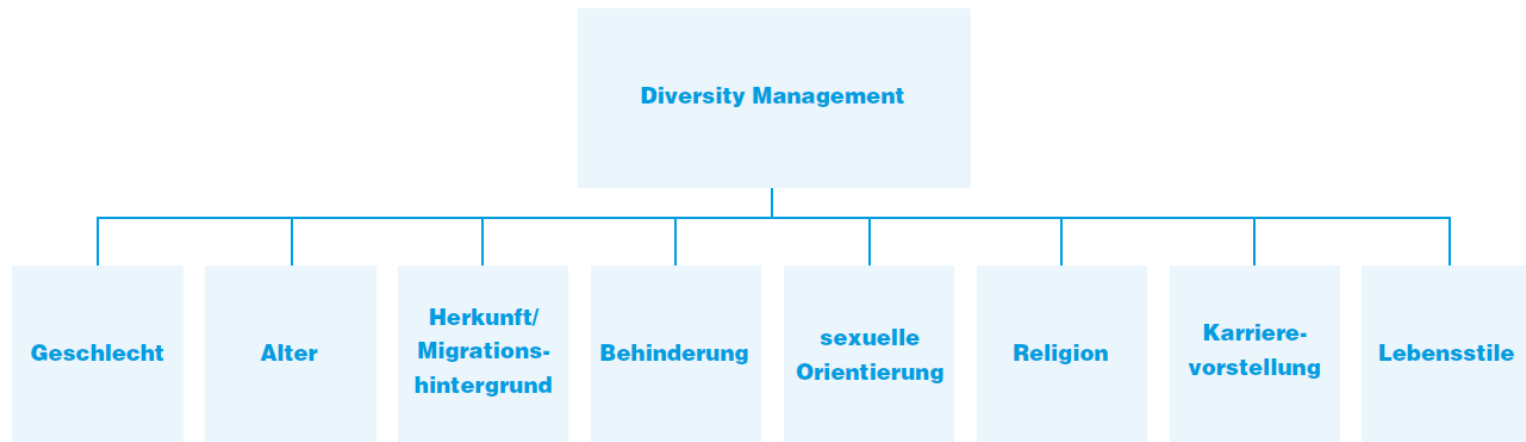 Diversity Management
Geschlecht
Alter
Herkunft/
Migrations-
hintergrund
Behinderung
sexuelle
Orientierung
Religion
Karriere-
vorstellung
Lebensstile